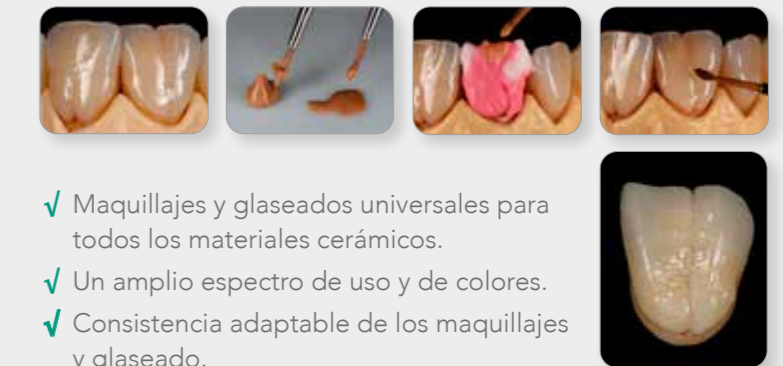 √ Maquillajes y glaseados universales para
todos los materiales cerámicos.
√ Un amplio espectro de uso y de colores.
√ Consistencia adaptable de los maquillajes
y glaseado.